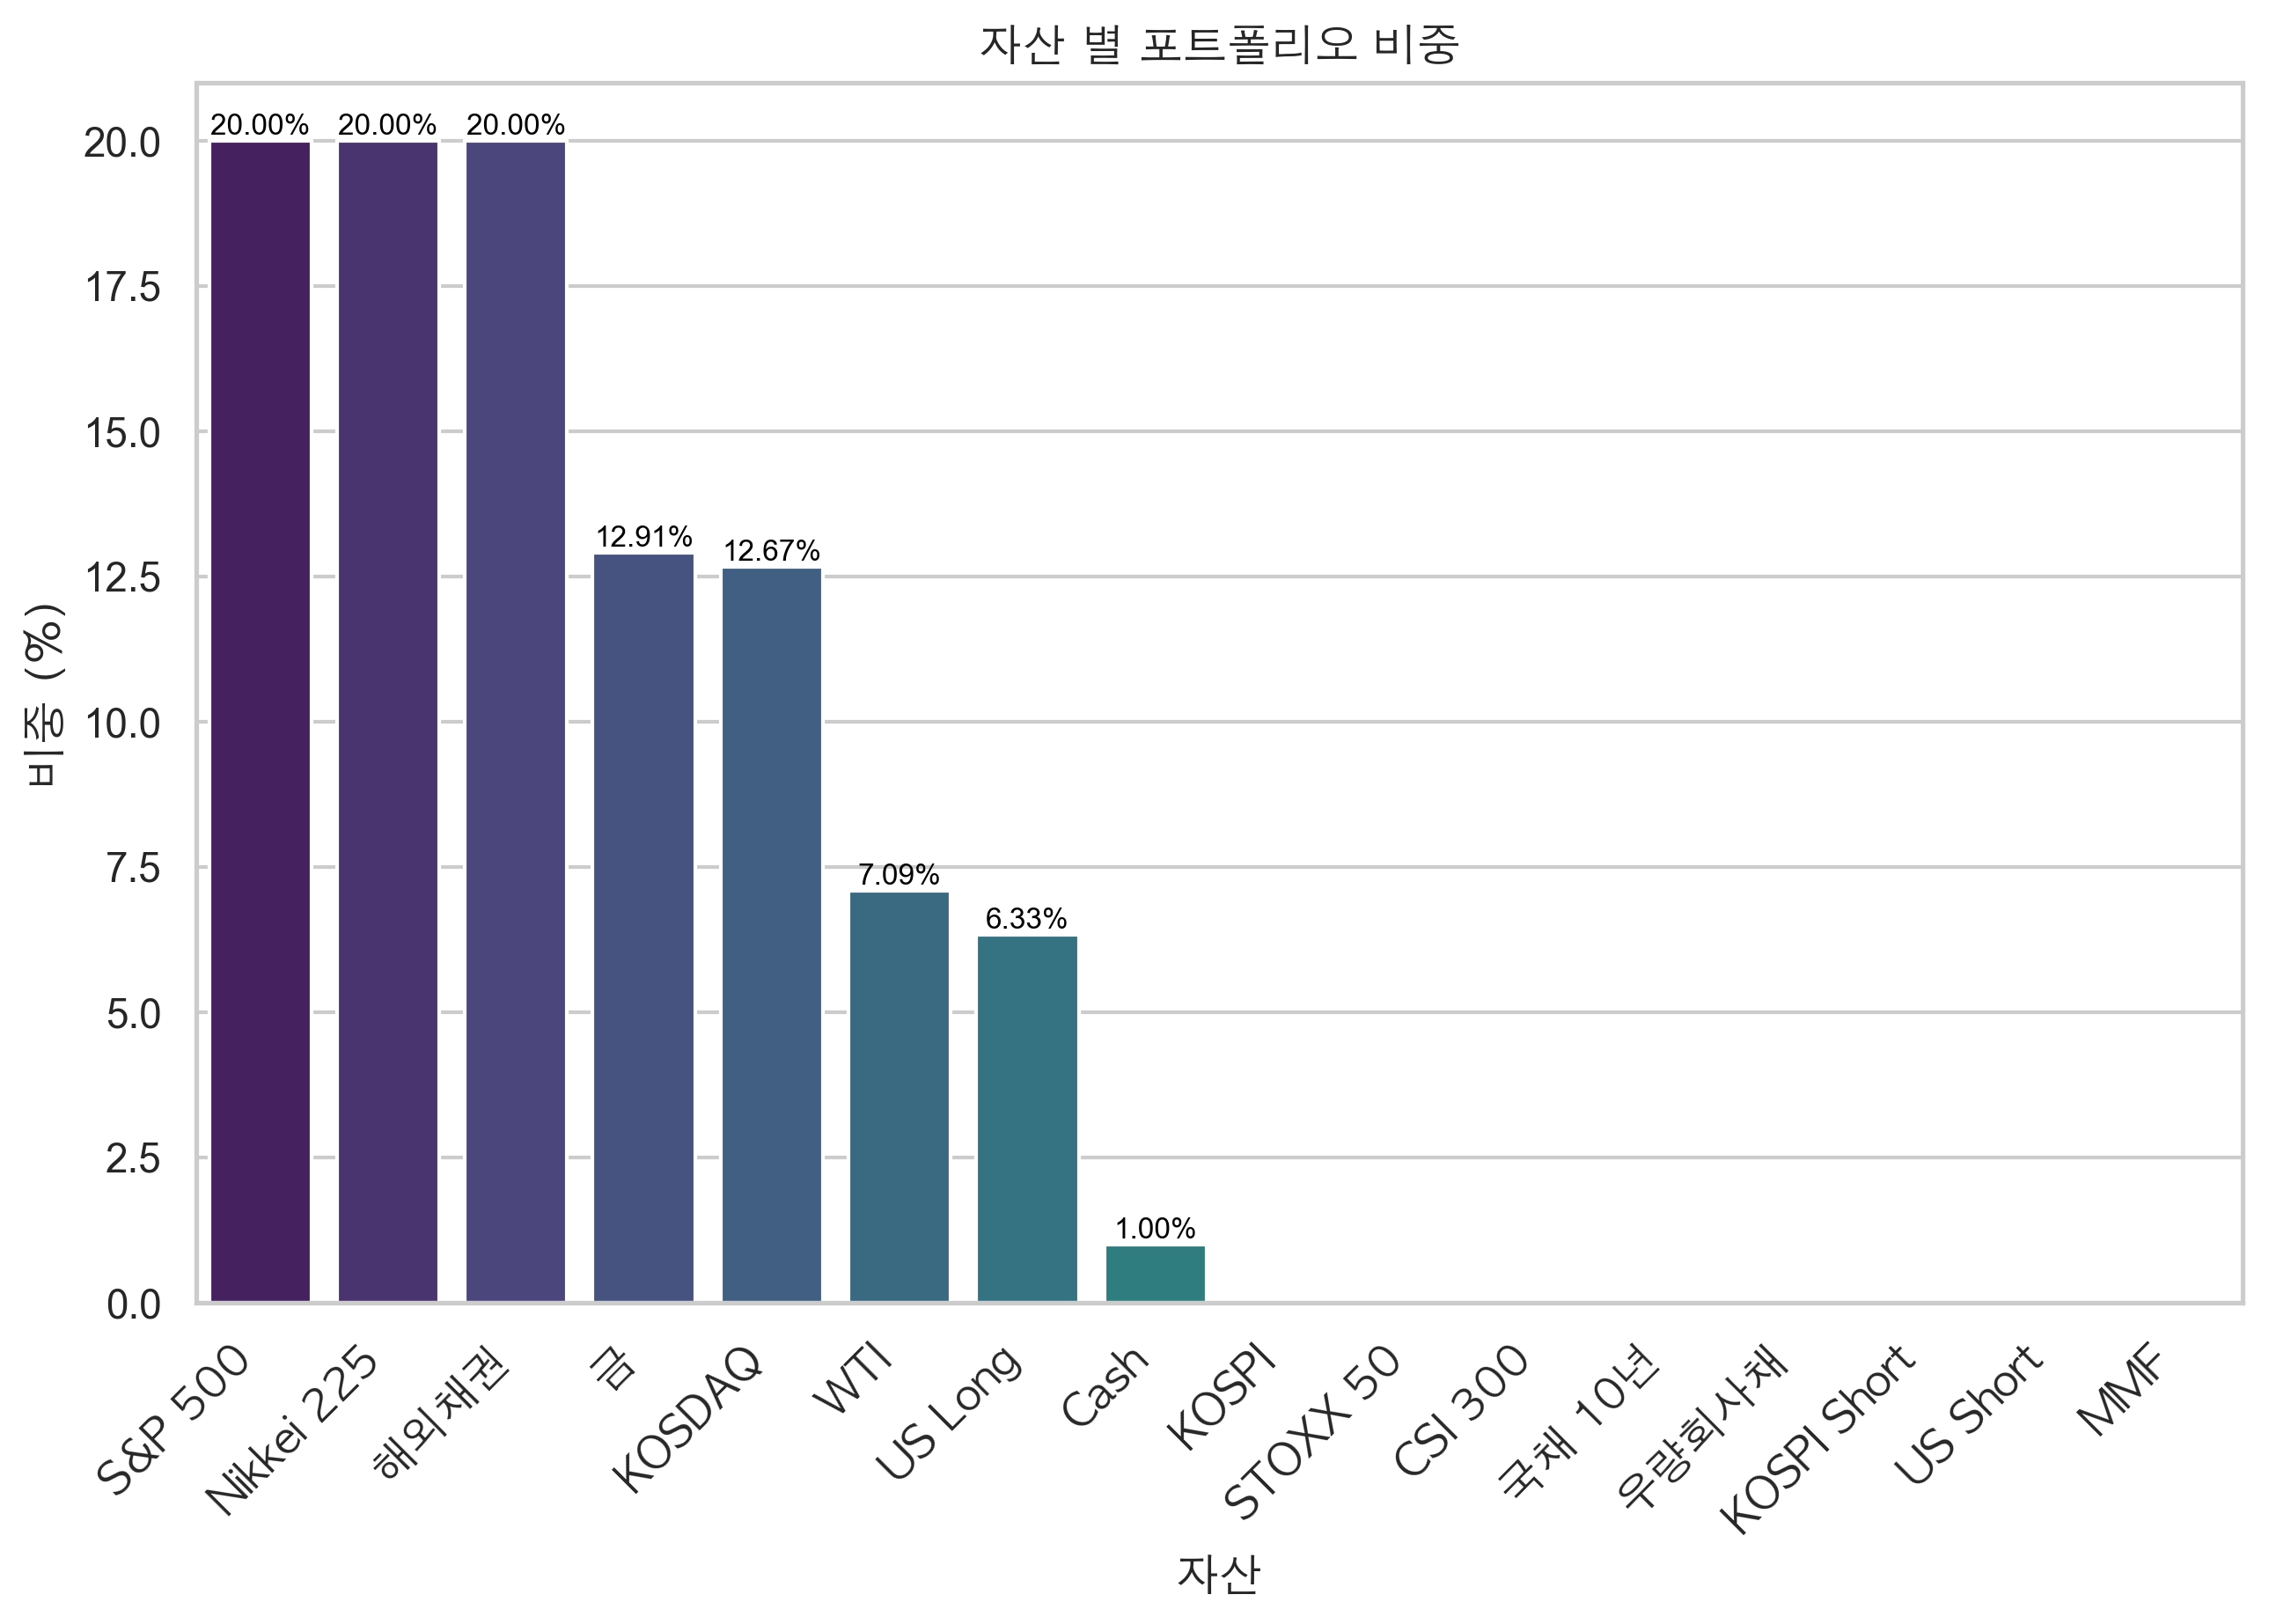 자산 별 포트폴리오 비중
비중 (%)
20.0
17.5
15.0
12.5
10.0
7.5
5.0
2.5
0.0
20.00%
20.00%
20.00%
12.91%
12.67%
7.09%
6.33%
1.00%
S&P 500
Nikkei 225
해외채권
금
KOSDAQ
WTI
US Long
Cash
KOSPI
STOXX 50
CSI 300
국채 10년
우량회사채
KOSPI Short
US Short
MMF
자산